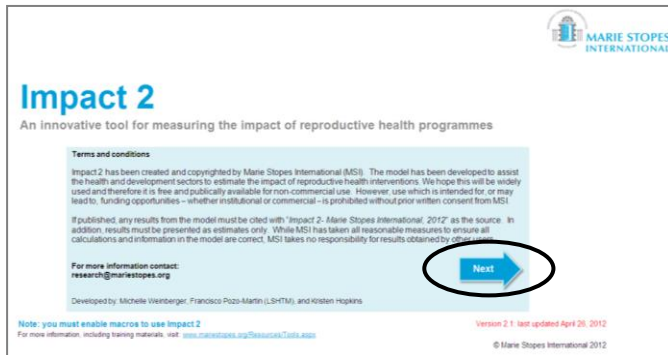 MARIE STOPES
INTERNATIONAL
Impact 2
An innovative tool for measuring the impact of reproductive health programmes
Terms and conditions
Impact 2 has been created and copyrighted by Marie Stopes International (MSI). The model has been developed to assist
the health and development sectors to estimate the impact of reproductive health interventions. We hope this will be widely
used and therefore it is free and publically available for non-commercial use. However, use which is intended for, or may
lead to, funding opportunities – whether institutional or commercial – is prohibited without prior written consent from MSI.
If published, any results from the model must be cited with "Impact 2- Marie Stopes International, 2012" as the source. In
addition, results must be presented as estimates only. While MSI has taken all reasonable measures to ensure all
calculations and information in the model are correct, MSI takes no responsibility for results obtained by other users.
For more information contact:
research@mariestopes.org
Next
Developed by: Michelle Weinberger, Francisco Pozo-Martin (LSHTM), and Kristen Hopkins
Note: you must enable macros to use Impact 2
Version 2.1: last updated April 26, 2012
For more information, including training materials, visit: www.mariestopes.org/Resources/Tools.aspx
© Marie Stopes International 2012